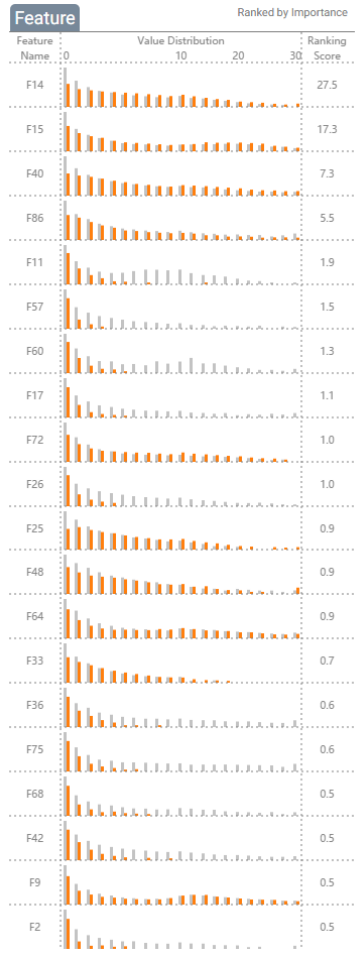 Feature
Ranked by Importance
Feature Name Value Distribution Ranking Score
0 10 20 30
F14 27.5
F15 17.3
F40 7.3
F86 5.5
F11 1.9
F57 1.5
F60 1.3
F17 1.1
F72 1.0
F26 1.0
F25 0.9
F48 0.9
F64 0.9
F33 0.7
F36 0.6
F75 0.6
F68 0.5
F42 0.5
F9 0.5
F2 0.5